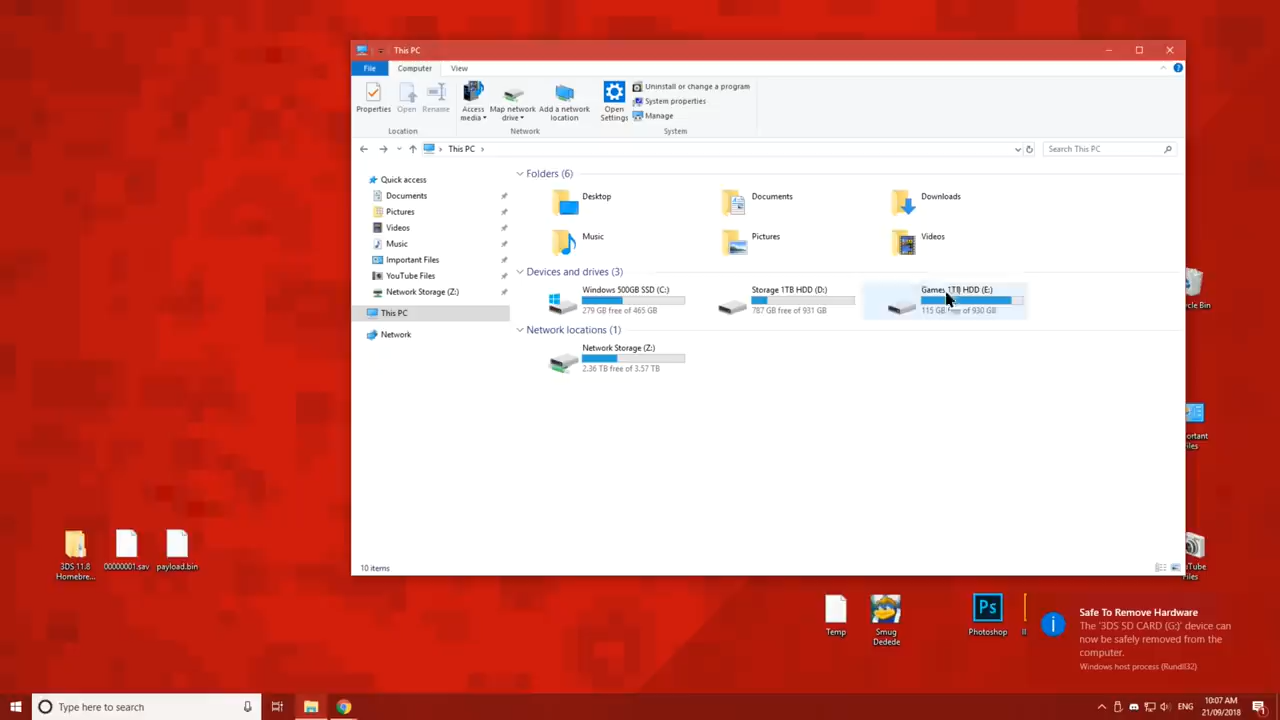 This PC
File
Computer
View
Properties
Open
Rename
Access
media
Map network
drive
Add a network
location
Open
Settings
Uninstall or change a program
System properties
Manage
Location
Network
System
This PC
Search This PC
Quick access
Documents
Pictures
Videos
Music
Important Files
YouTube Files
Network Storage (Z:)
This PC
Network
Folders (6)
Desktop
Documents
Downloads
Music
Pictures
Videos
Devices and drives (3)
Windows 500GB SSD (C:)
279 GB free of 465 GB
Storage 1TB HDD (D:)
787 GB free of 931 GB
Games 1TB HDD (E:)
115 GB free of 930 GB
Network locations (1)
Network Storage (Z:)
2.36 TB free of 3.57 TB
10 items
3DS 11.8
Homebre...
00000001.sav
payload.bin
Temp
Smug
Dedede
Ps
Photoshop
Bin
Files
Files
Safe To Remove Hardware
The '3DS SD CARD (G:)' device can
now be safely removed from the
computer.
Windows host process (Rundll32)
Type here to search
ENG
10:07 AM
21/09/2018